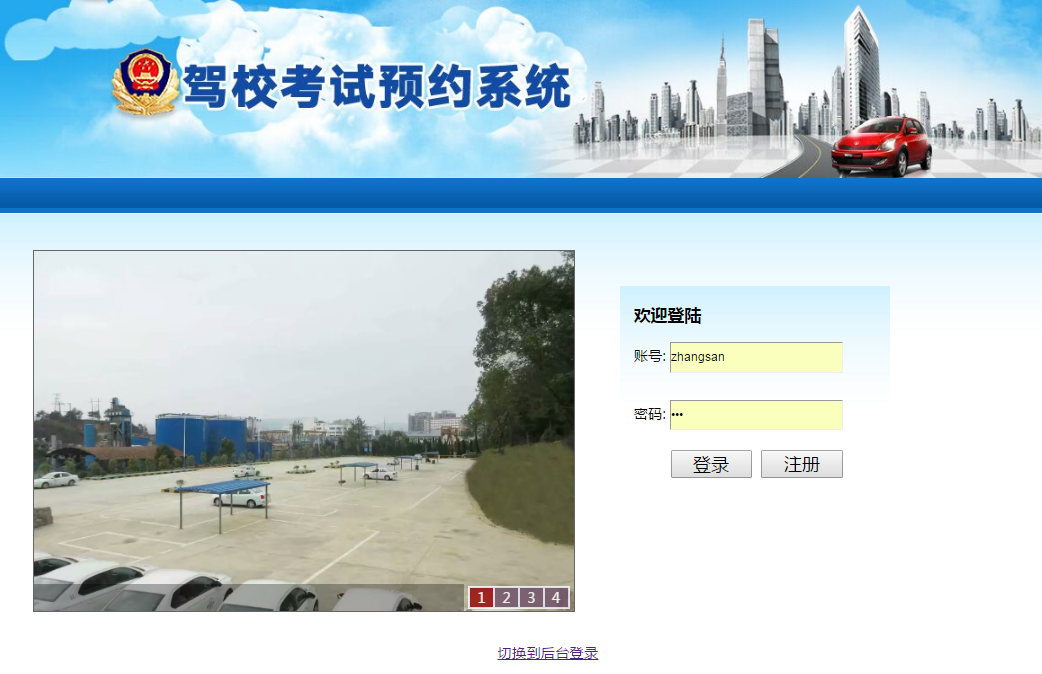 驾校考试预约系统
欢迎登陆
账号: zhangsan
密码: •••
登录 注册
1 2 3 4
切换到后台登录